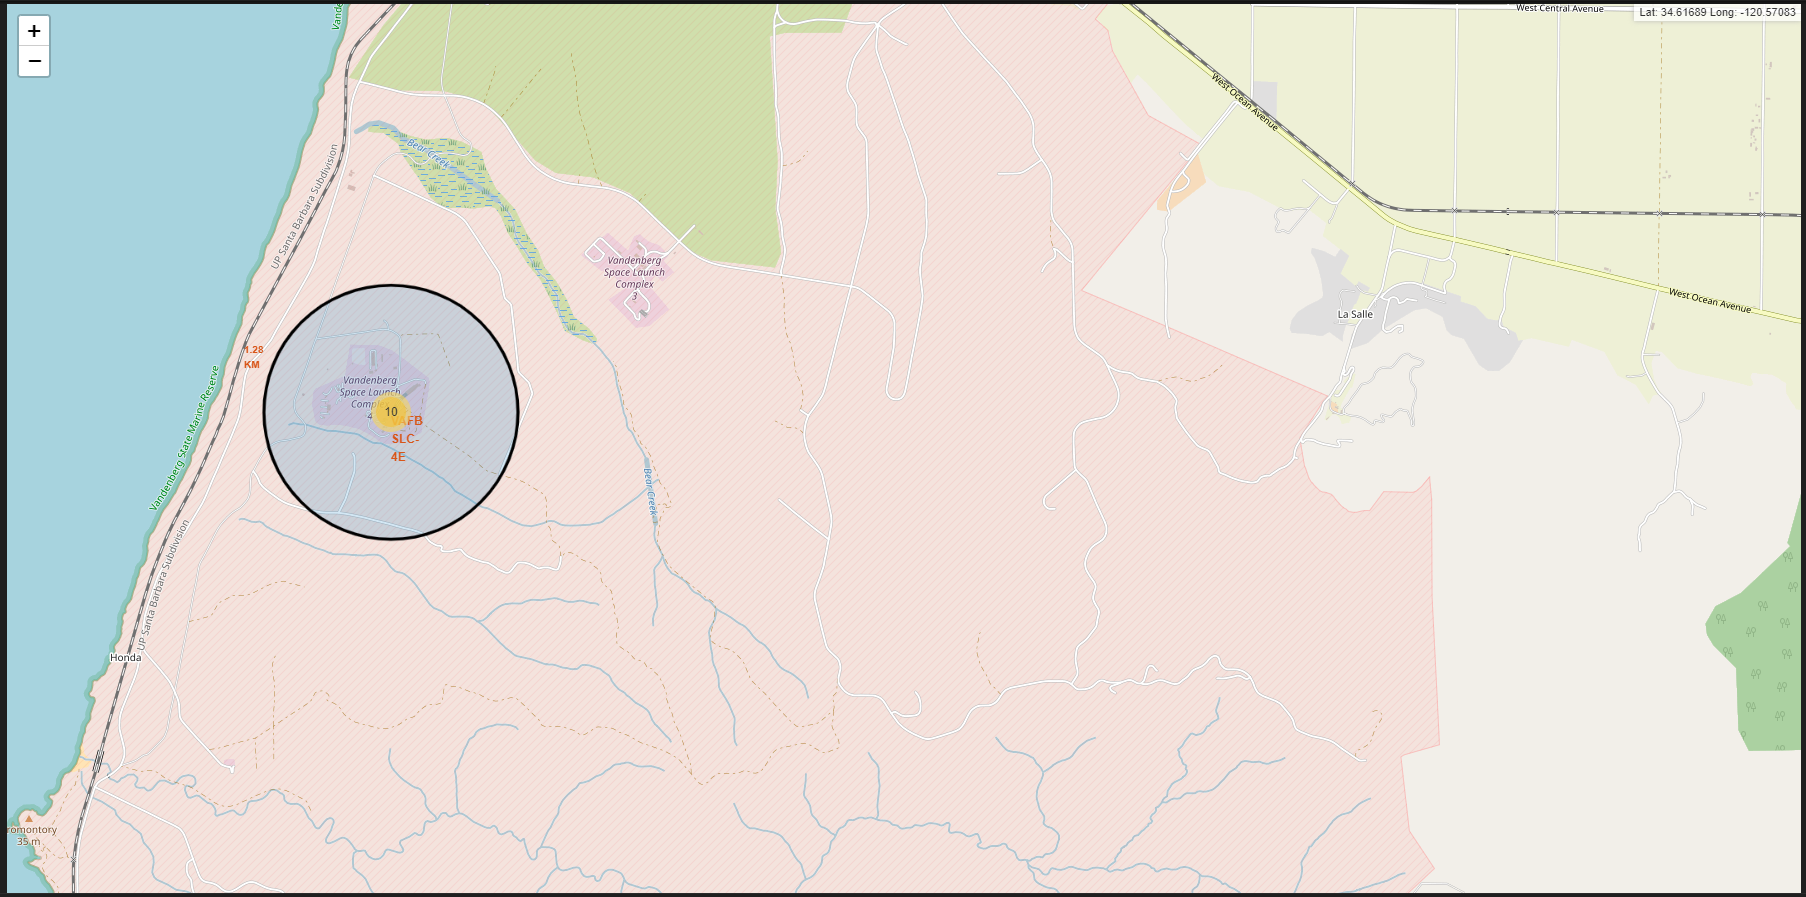 +
−
West Central Avenue
Lat: 34.61689 Long: -120.57083
Vande
West Ocean Avenue
Bear Creek
UP Santa Barbara Subdivision
Vandenberg
Space Launch
Complex
3
West Ocean Avenue
La Salle
1.28
KM
Vandenberg
Space Launch
Comple
4
10
VAFB
SLC-
4E
Vandenberg State Marine Reserve
Bear Creek
UP Santa Barbara Subdivision
Honda
romontory
35 m